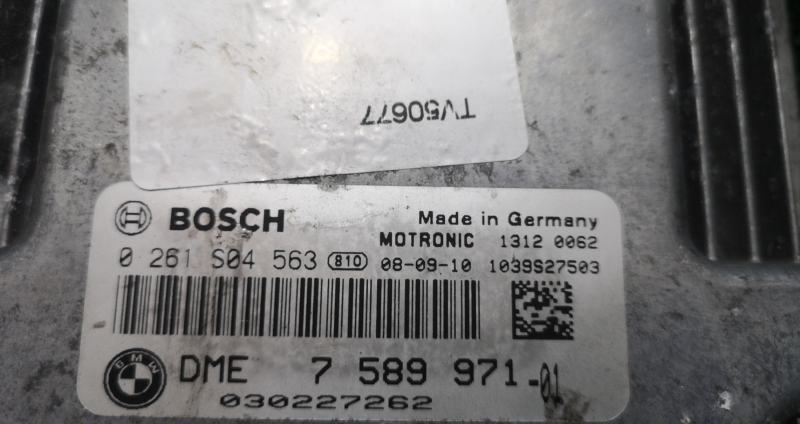 TV50677
BOSCH
Made in Germany
MOTRONIC 1312 0062
0 261 S04 563 810 08-09-10 1039S27503
BMW
DME 7 589 971-01
030227262